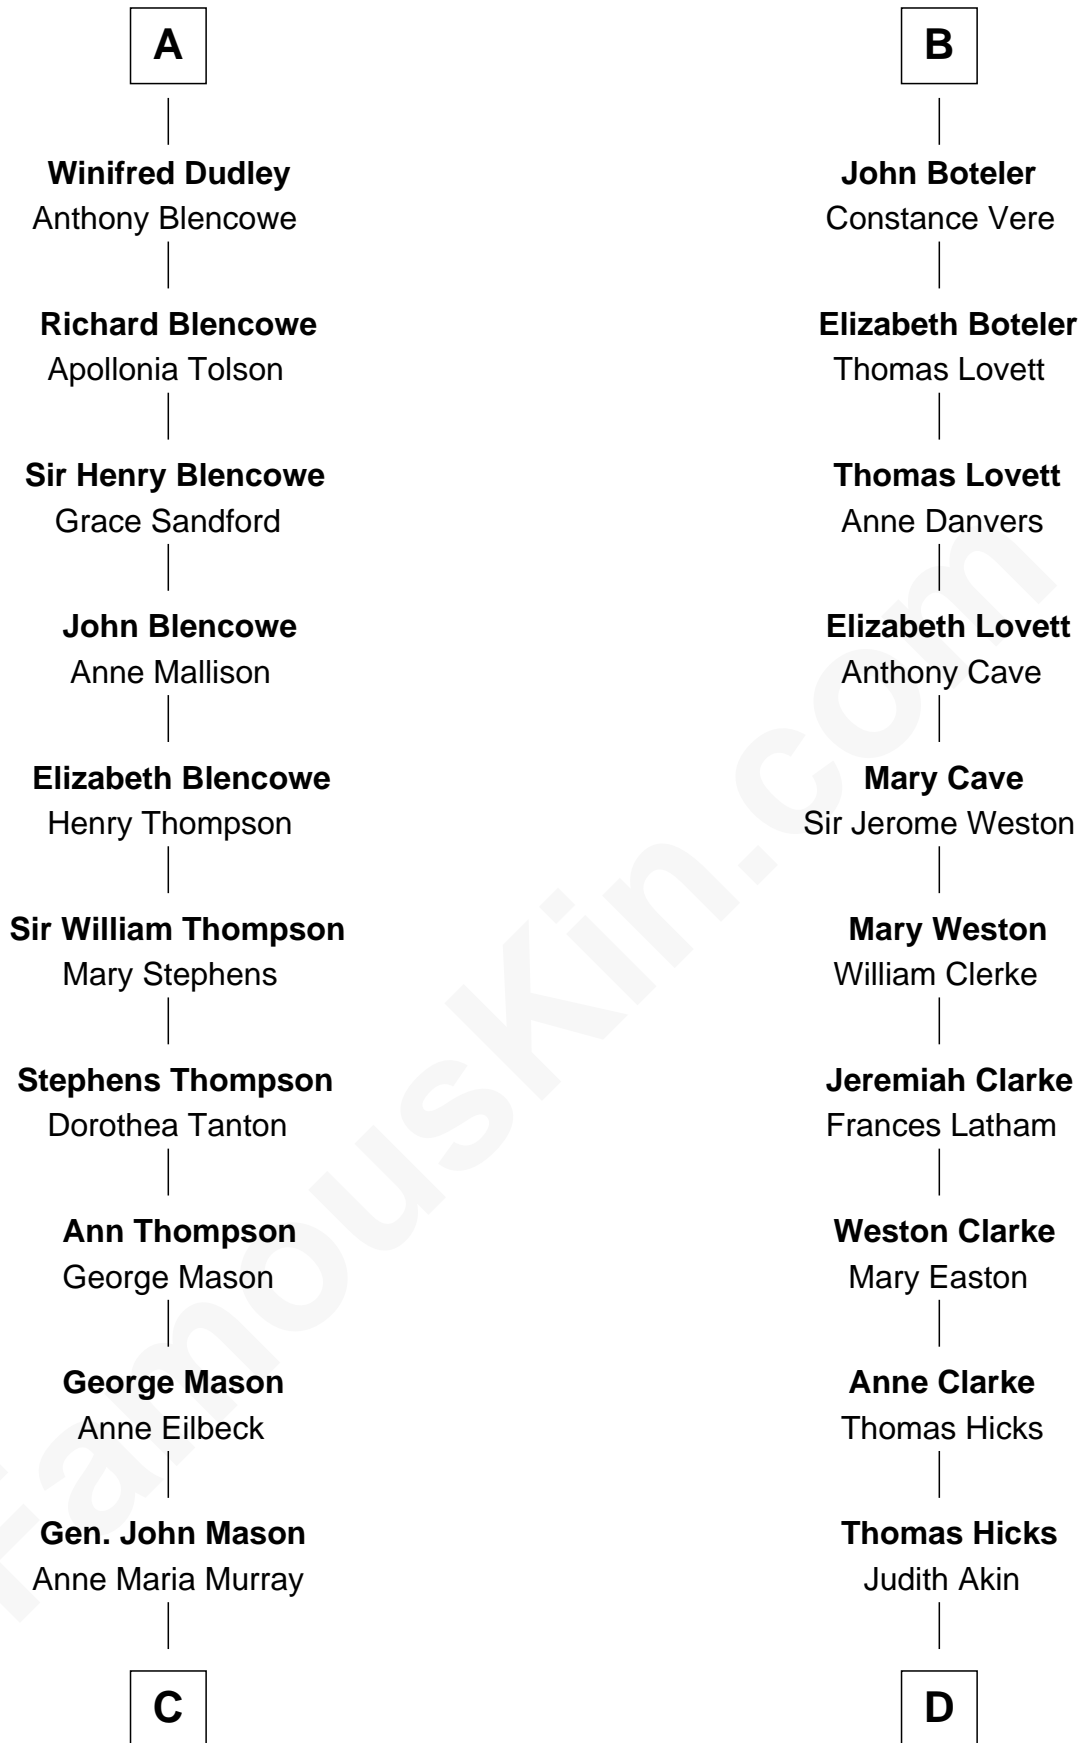 A
Winifred Dudley
Anthony Blencowe
Richard Blencowe
Apollonia Tolson
Sir Henry Blencowe
Grace Sandford
John Blencowe
Anne Mallison
Elizabeth Blencowe
Henry Thompson
Sir William Thompson
Mary Stephens
Stephens Thompson
Dorothea Tanton
Ann Thompson
George Mason
George Mason
Anne Eilbeck
Gen. John Mason
Anne Maria Murray
C
B
John Boteler
Constance Vere
Elizabeth Boteler
Thomas Lovett
Thomas Lovett
Anne Danvers
Elizabeth Lovett
Anthony Cave
Mary Cave
Sir Jerome Weston
Mary Weston
William Clerke
Jeremiah Clarke
Frances Latham
Weston Clarke
Mary Easton
Anne Clarke
Thomas Hicks
Thomas Hicks
Judith Akin
D
FamousKin.com